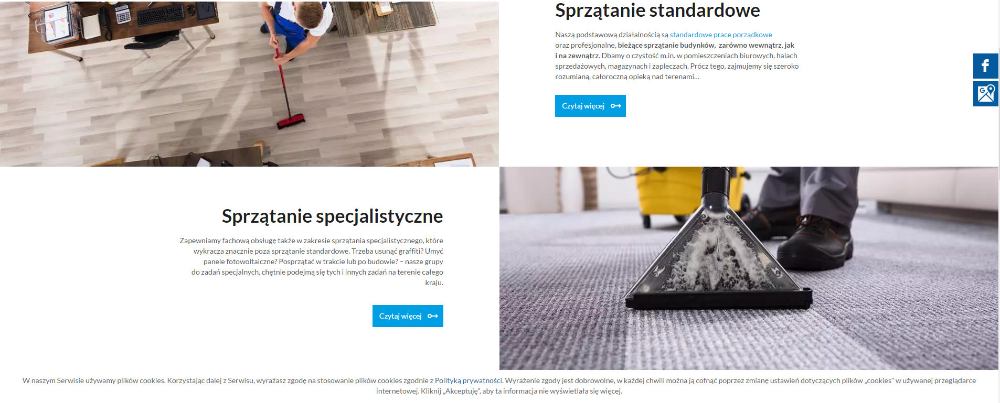 Sprzątanie standardowe
Naszą podstawową działalnością są standardowe prace porządkowe
oraz profesjonalne, bieżące sprzątanie budynków, zarówno wewnątrz, jak
i na zewnątrz. Dbamy o czystość m.in. w pomieszczeniach biurowych, halach
sprzedażowych, magazynach i zapleczach. Prócz tego, zajmujemy się szeroko
rozumianą, całoroczną opieką nad terenami…
Czytaj więcej
f
G
Sprzątanie specjalistyczne
Zapewniamy fachową obsługę także w zakresie sprzątania specjalistycznego, które
wykracza znacznie poza sprzątanie standardowe. Trzeba usunąć graffiti? Umyć
panele fotowoltaiczne? Posprzątać w trakcie lub po budowie? – nasze grupy
do zadań specjalnych, chętnie podejmą się tych i innych zadań na terenie całego
kraju.
Czytaj więcej
W naszym Serwisie używamy plików cookies. Korzystając dalej z Serwisu, wyrażasz zgodę na stosowanie plików cookies zgodnie z Polityką prywatności. Wyrażenie zgody jest dobrowolne, w każdej chwili można ją cofnąć poprzez zmianę ustawień dotyczących plików „cookies” w używanej przeglądarce
internetowej. Kliknij „Akceptuję”, aby ta informacja nie wyświetlała się więcej.